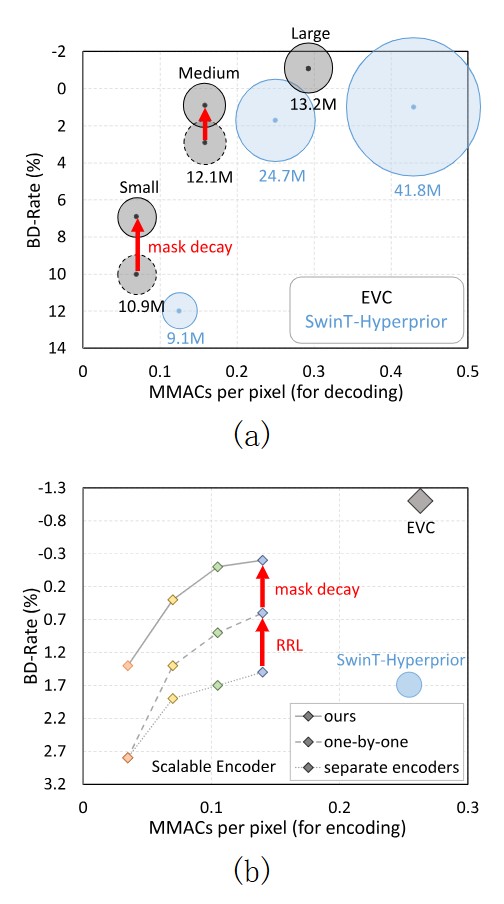 Large
-2
Medium
0
13.2M
2
4
12.1M
24.7M
41.8M
Small
6
mask decay
8
10
10.9M
EVC
12
SwinT-Hyperprior
9.1M
14
BD-Rate (%)
0
0.1
0.2
0.3
0.4
0.5
MMACs per pixel (for decoding)
(a)
-1.3
-0.8
EVC
-0.3
mask decay
0.2
0.7
RRL
1.2
SwinT-Hyperprior
1.7
2.2
ours
2.7
one-by-one
Scalable Encoder
separate encoders
3.2
BD-Rate (%)
0
0.1
0.2
0.3
MMACs per pixel (for encoding)
(b)